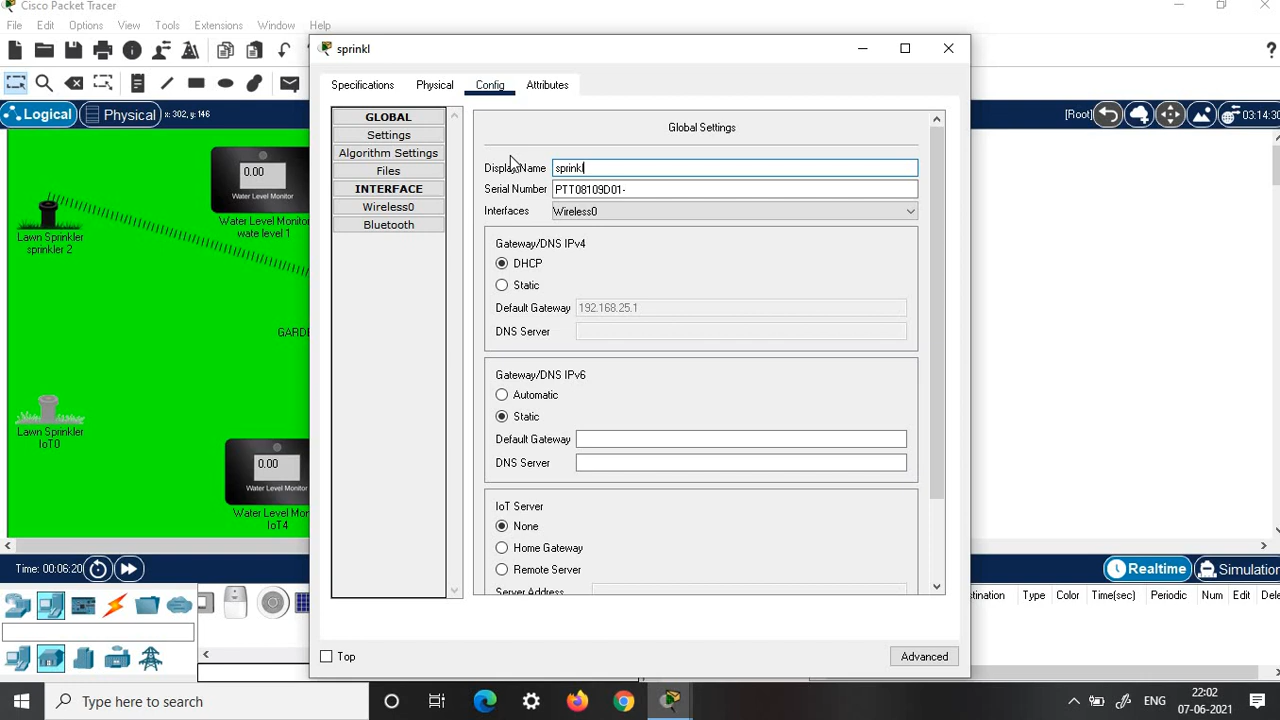 Cisco Packet Tracer
File Edit Options View Tools Extensions Window Help
?
Logical Physical x: 302, y:146 [Root] 03:14:30
sprinkl
Specifications Physical Config Attributes
GLOBAL
Settings
Algorithm Settings
Files
INTERFACE
Wireless0
Bluetooth
Global Settings
Display Name sprinkl
Serial Number PTT08109D01-
Interfaces Wireless0
Gateway/DNS IPv4
DHCP
Static
Default Gateway 192.168.25.1
DNS Server
Gateway/DNS IPv6
Automatic
Static
Default Gateway
DNS Server
IoT Server
None
Home Gateway
Remote Server
Server Address
Top
Advanced
0.00
Water Level Monitor
Water Level Monitor
wate level 1
Lawn Sprinkler
sprinkler 2
GARDE
Lawn Sprinkler
IoT0
0.00
Water Level Monitor
Water Level Mon
IoT4
Time: 00:06:20
Realtime Simulation
stination Type Color Time(sec) Periodic Num Edit Dele
Type here to search
ENG
22:02
07-06-2021